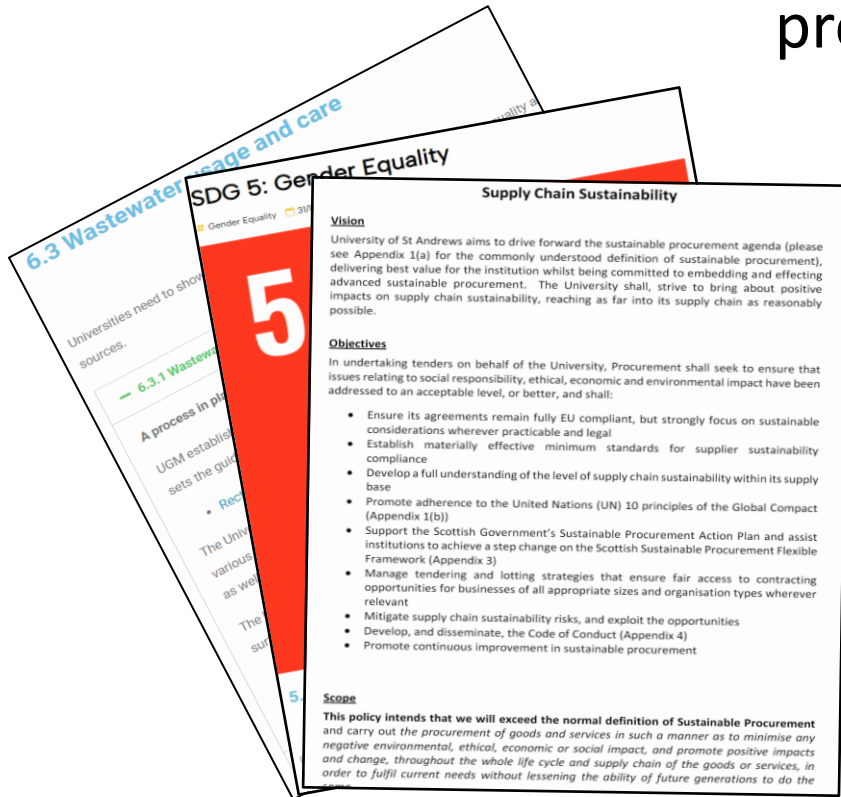 pr
6.3 Wastewater usage and care
Universities need to show
sources.
6.3.1 Wastewa
A process in pla
UGM establis
sets the guid
The Univ
various
as wel
The
SDG 5: Gender Equality
# Gender Equality
5
5.
Supply Chain Sustainability
Vision
University of St Andrews aims to drive forward the sustainable procurement agenda (please
see Appendix 1(a) for the commonly understood definition of sustainable procurement),
delivering best value for the institution whilst being committed to embedding and effecting
advanced sustainable procurement. The University shall, strive to bring about positive
impacts on supply chain sustainability, reaching as far into its supply chain as reasonably
possible.
Objectives
In undertaking tenders on behalf of the University, Procurement shall seek to ensure that
issues relating to social responsibility, ethical, economic and environmental impact have been
addressed to an acceptable level, or better, and shall:
• Ensure its agreements remain fully EU compliant, but strongly focus on sustainable
considerations wherever practicable and legal
• Establish materially effective minimum standards for supplier sustainability
compliance
• Develop a full understanding of the level of supply chain sustainability within its supply
base
• Promote adherence to the United Nations (UN) 10 principles of the Global Compact
(Appendix 1(b))
• Support the Scottish Government's Sustainable Procurement Action Plan and assist
institutions to achieve a step change on the Scottish Sustainable Procurement Flexible
Framework (Appendix 3)
• Manage tendering and lotting strategies that ensure fair access to contracting
opportunities for businesses of all appropriate sizes and organisation types wherever
relevant
• Mitigate supply chain sustainability risks, and exploit the opportunities
• Develop, and disseminate, the Code of Conduct (Appendix 4)
• Promote continuous improvement in sustainable procurement
Scope
This policy intends that we will exceed the normal definition of Sustainable Procurement
and carry out the procurement of goods and services in such a manner as to minimise any
negative environmental, ethical, economic or social impact, and promote positive impacts
and change, throughout the whole life cycle and supply chain of the goods or services, in
order to fulfil current needs without lessening the ability of future generations to do the